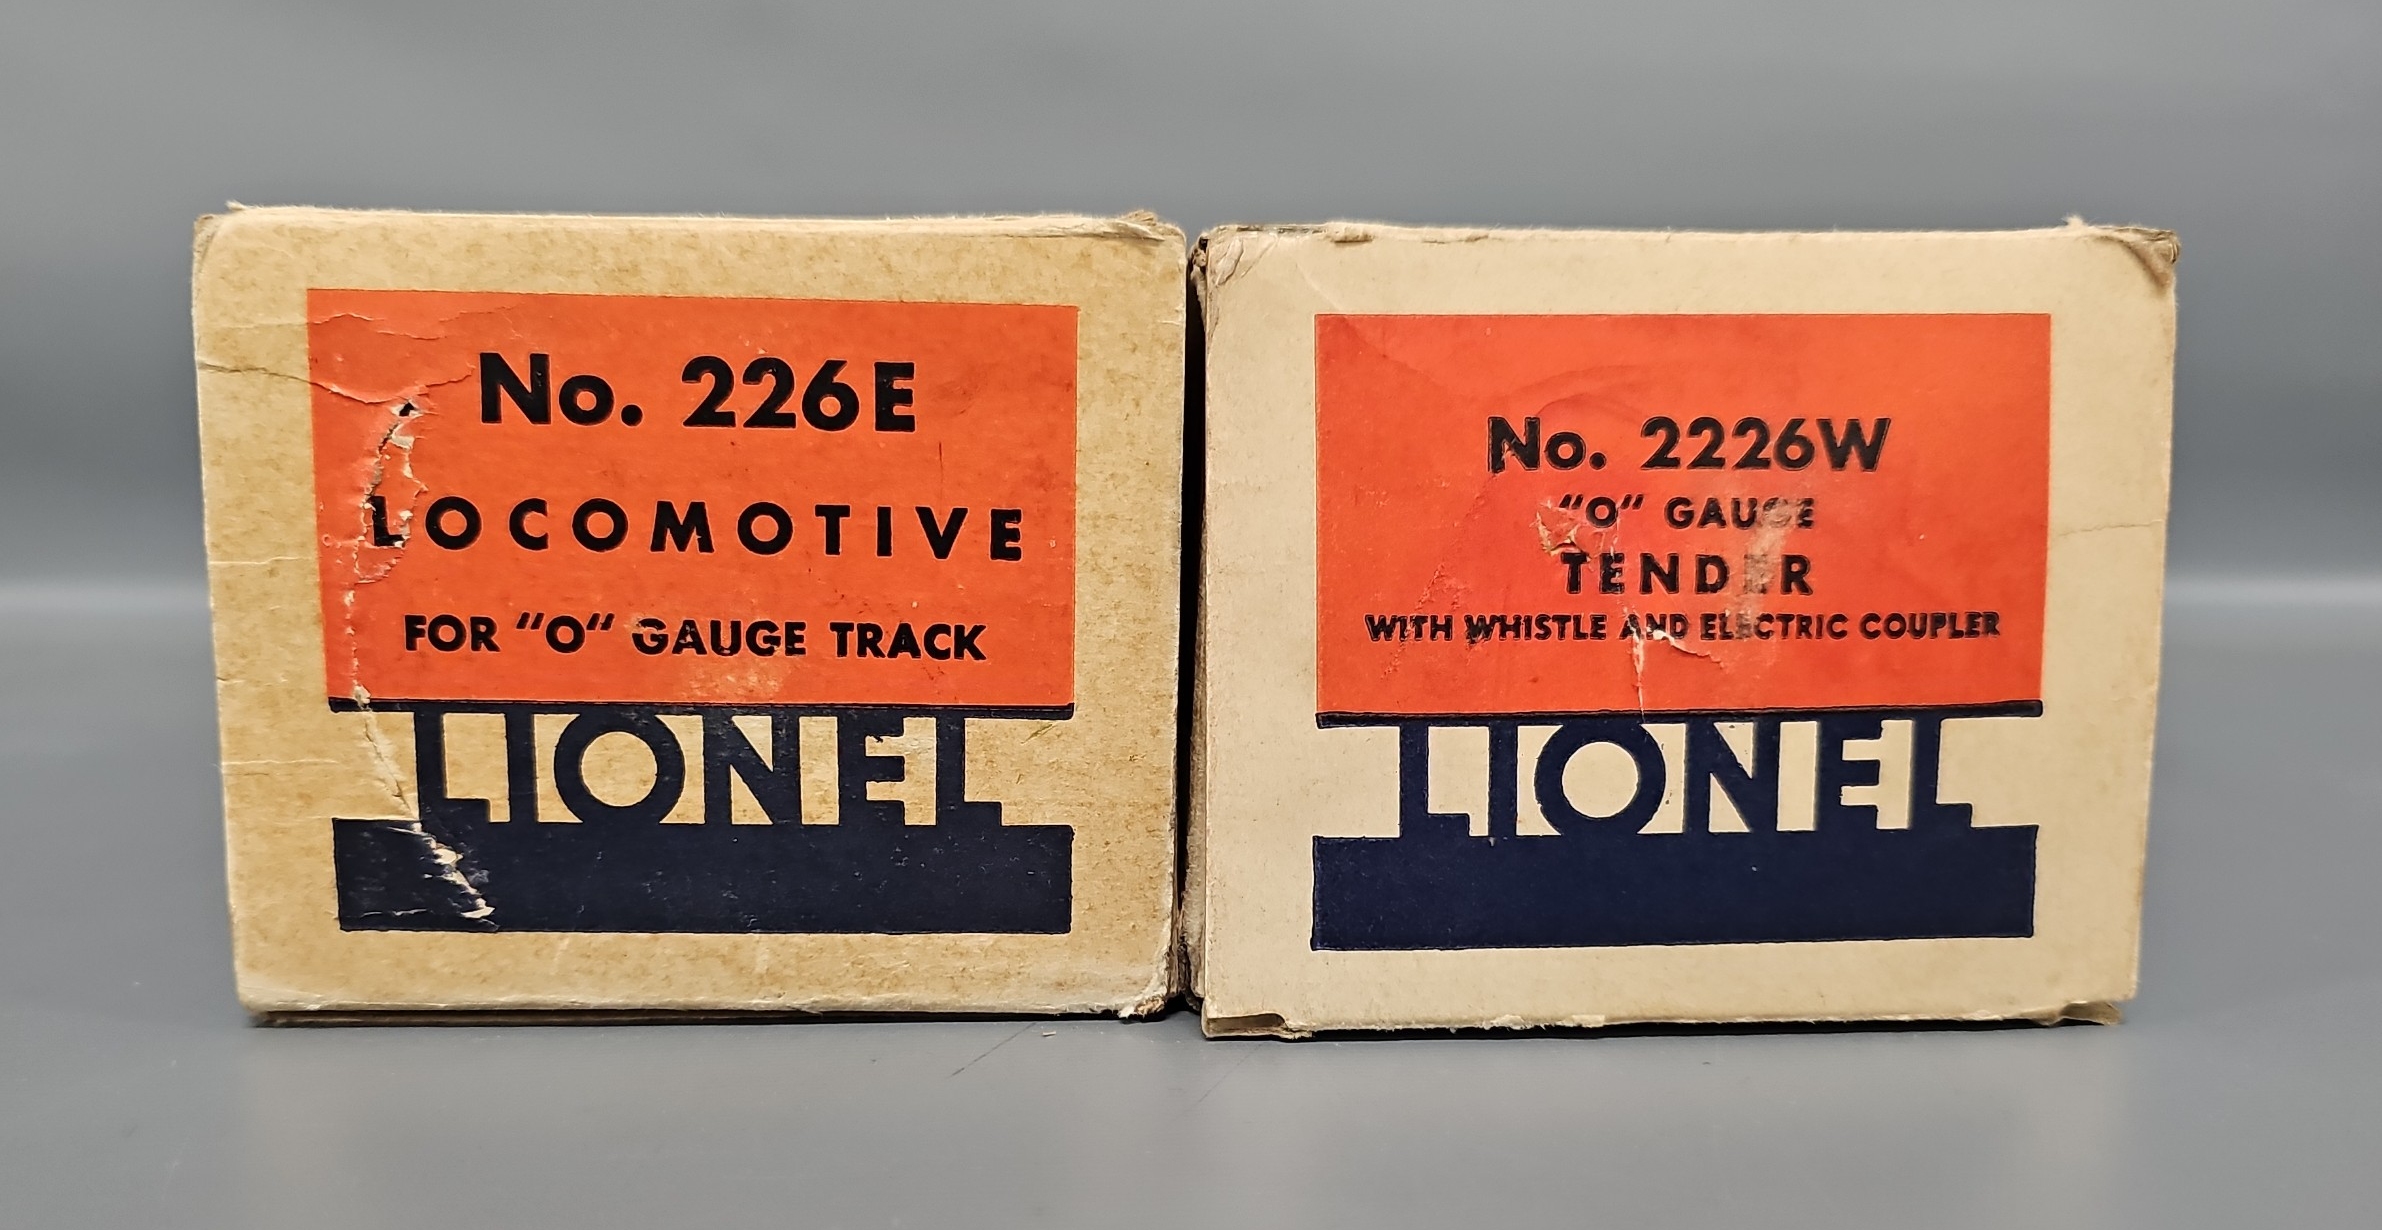 No. 226E
LOCOMOTIVE
FOR "O" GAUGE TRACK
LIONEL
No. 2226W
"O" GAUGE
TENDER
WITH WHISTLE AND ELECTRIC COUPLER
LIONEL